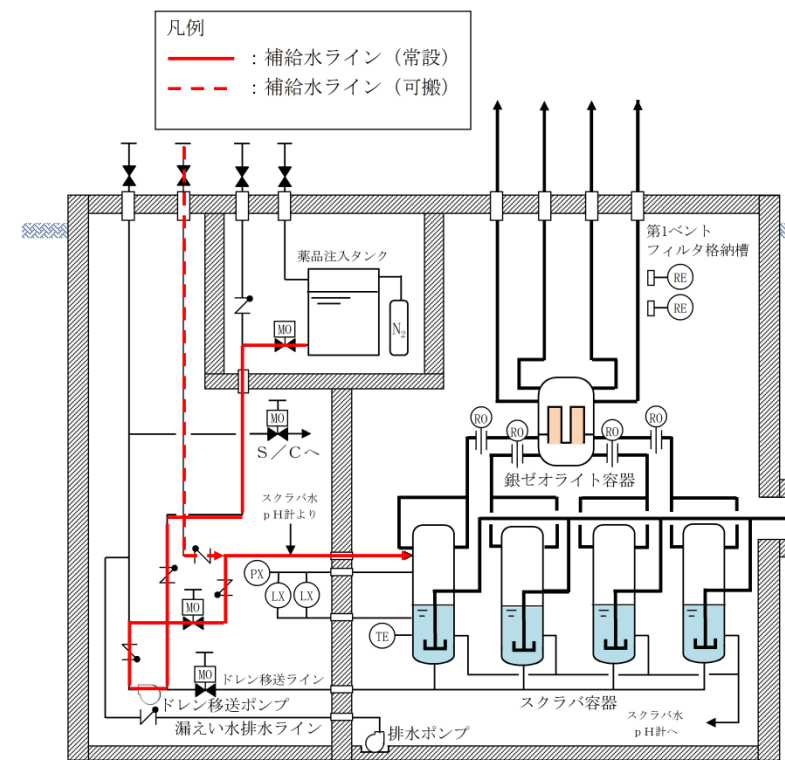 凡例
：補給水ライン（常設）
：補給水ライン（可搬）
第1ベント
フィルタ格納槽
薬品注入タンク
RE
RE
N₂
MO
MO
S／Cへ
RO
RO
RO
RO
銀ゼオライト容器
スクラバ水
pH計より
PX
LX
LX
MO
TE
MO
ドレン移送ライン
ドレン移送ポンプ
漏えい水排水ライン
排水ポンプ
スクラバ容器
スクラバ水
pH計へ